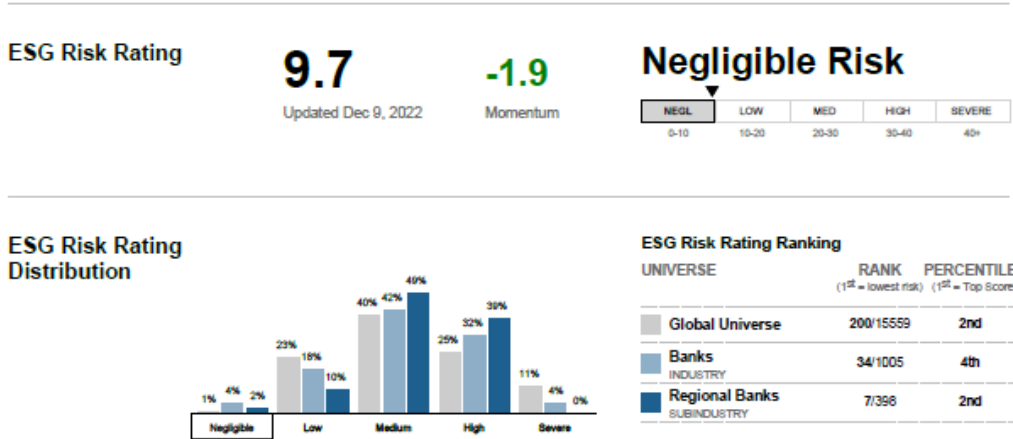 ESG Risk Rating
9.7
Updated Dec 9, 2022
-1.9
Momentum
Negligible Risk
NEGL LOW MED HIGH SEVERE
0-10 10-20 20-30 30-40 40+
ESG Risk Rating
Distribution
1% 4% 2%
23% 18% 10%
40% 42% 49%
25% 32% 39%
11% 4% 0%
Negligible Low Medium High Severe
ESG Risk Rating Ranking
UNIVERSE RANK PERCENTILE
(1st = lowest risk) (1st = Top Score
Global Universe 200/15559 2nd
Banks 34/1005 4th
INDUSTRY
Regional Banks 7/398 2nd
SUBINDUSTRY